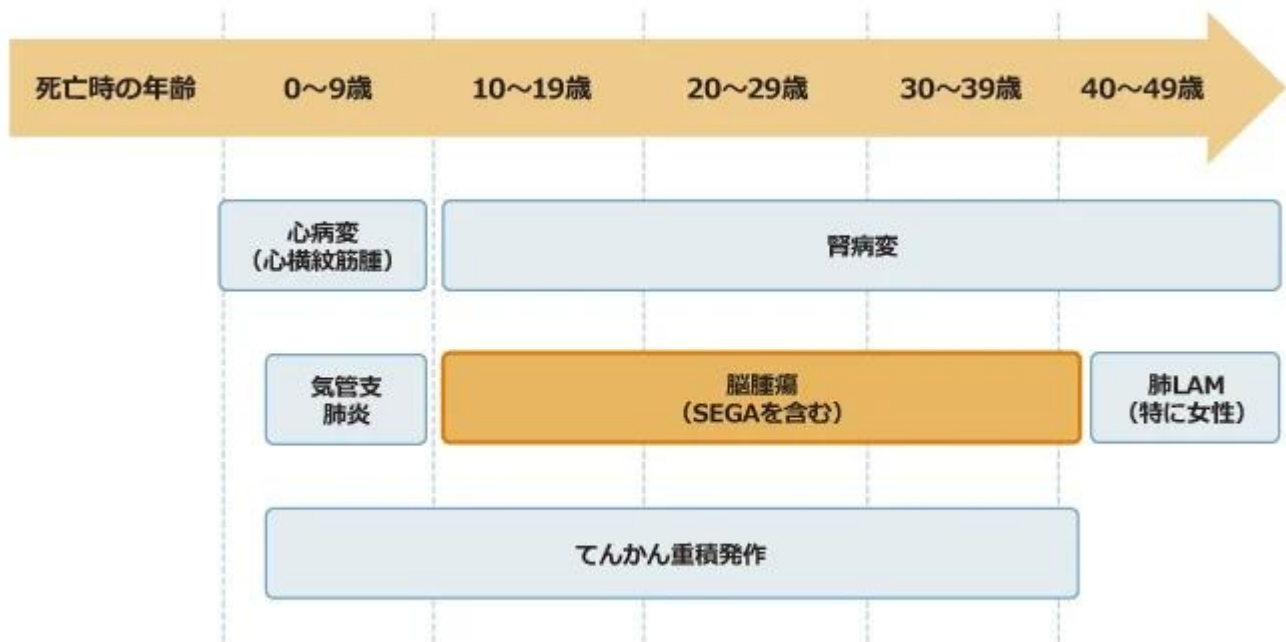 死亡時の年齢
0～9歳
10～19歳
20～29歳
30～39歳
40～49歳
心病変
（心横紋筋腫）
腎病変
気管支
肺炎
脳腫瘍
（SEGAを含む）
肺LAM
（特に女性）
てんかん重積発作